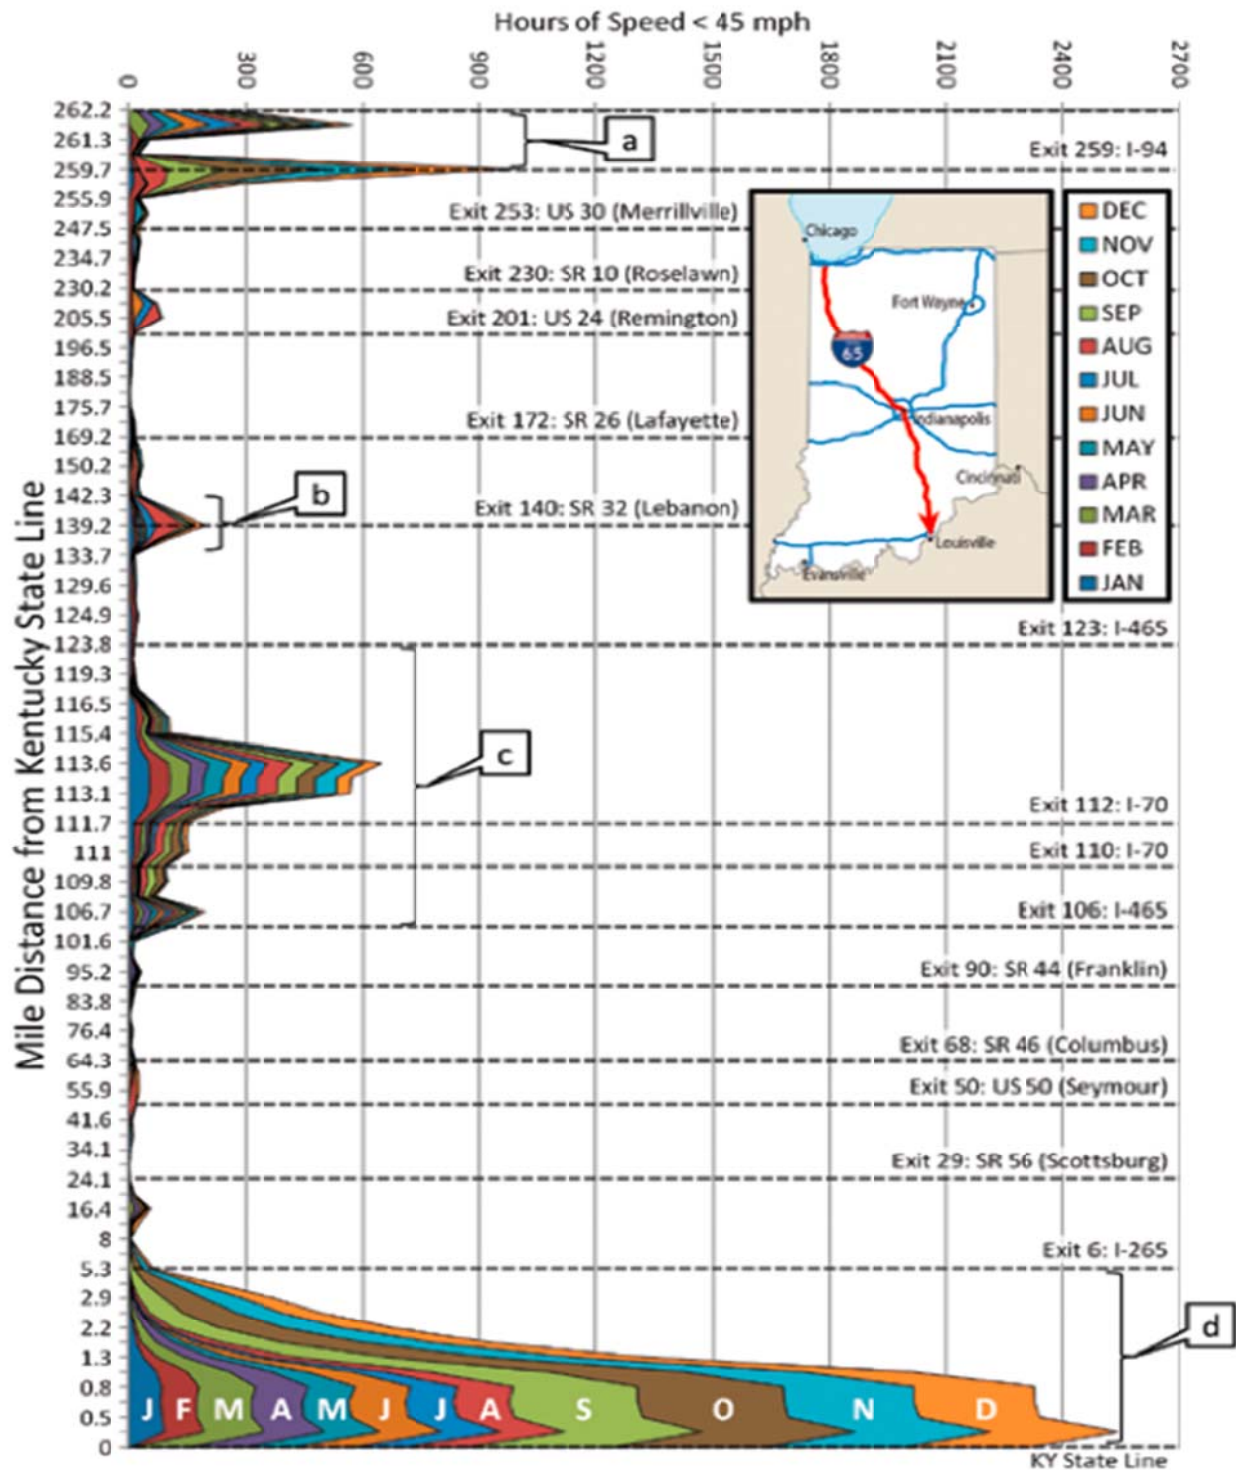 Hours of Speed < 45 mph
0 3000 6000 9000 12000 15000 18000 21000 24000 27000
Mile Distance from Kentucky State Line
262.2
261.3
259.7
255.9
247.5
234.7
230.2
205.5
196.5
188.5
175.7
169.2
150.2
142.3
139.2
133.7
129.6
124.9
123.8
119.3
116.5
115.4
113.6
113.1
111.7
111
109.8
106.7
101.6
95.2
83.8
76.4
64.3
55.9
41.6
34.1
24.1
16.4
8
5.3
2.9
2.2
1.3
0.8
0.5
0
a
Exit 259: I-94
Exit 253: US 30 (Merrillville)
Exit 230: SR 10 (Roselawn)
Exit 201: US 24 (Remington)
Exit 172: SR 26 (Lafayette)
b
Exit 140: SR 32 (Lebanon)
Chicago
Fort Wayne
65
Indianapolis
Cincinnati
Louisville
Evansville
DEC
NOV
OCT
SEP
AUG
JUL
JUN
MAY
APR
MAR
FEB
JAN
Exit 123: I-465
c
Exit 112: I-70
Exit 110: I-70
Exit 106: I-465
Exit 90: SR 44 (Franklin)
Exit 68: SR 46 (Columbus)
Exit 50: US 50 (Seymour)
Exit 29: SR 56 (Scottsburg)
Exit 6: I-265
d
J F M A M J J A S O N D
KY State Line